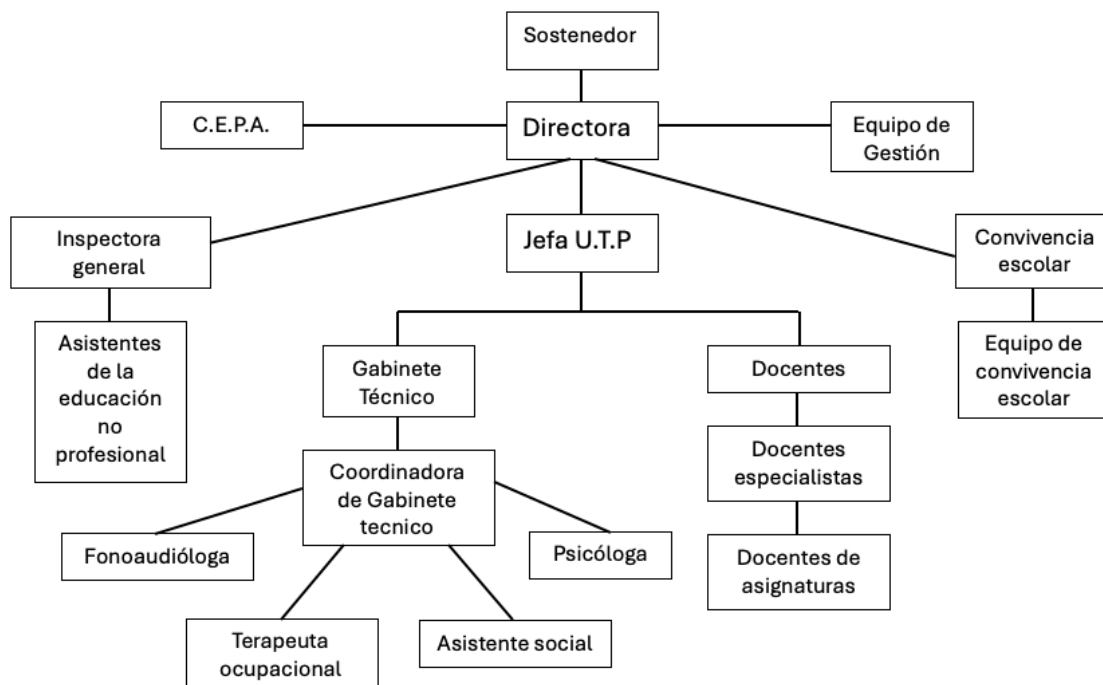 Sostenedor
C.E.P.A.
Directora
Equipo de
Gestión
Inspectora
general
Jefa U.T.P
Convivencia
escolar
Asistentes
de la
educación
no
profesional
Gabinete
Técnico
Docentes
Equipo de
convivencia
escolar
Coordinadora
de Gabinete
tecnico
Docentes
especialistas
Fonoaudióloga
Psicóloga
Docentes de
asignaturas
Terapeuta
ocupacional
Asistente social